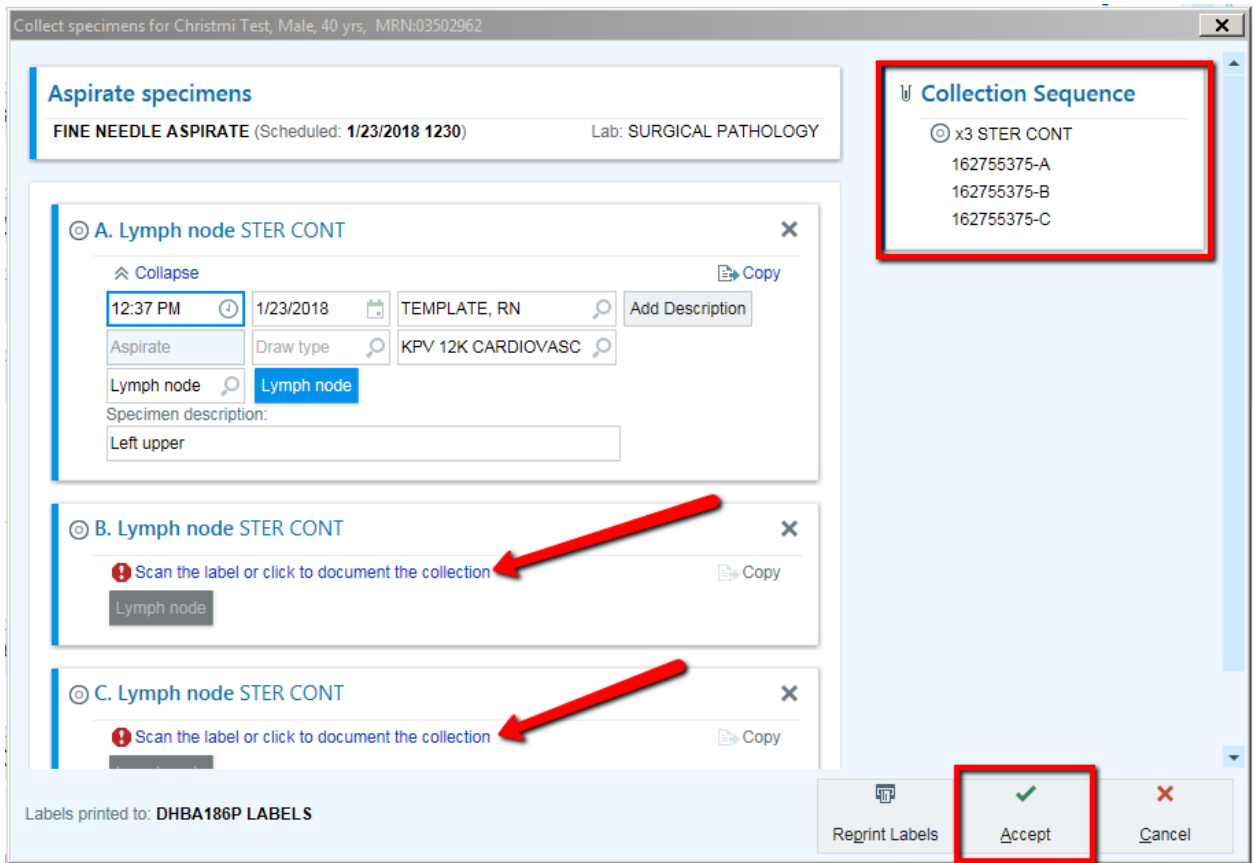 Collect specimens for Christmi Test, Male, 40 yrs, MRN:03502962
Aspirate specimens
FINE NEEDLE ASPIRATE (Scheduled: 1/23/2018 1230) Lab: SURGICAL PATHOLOGY
A. Lymph node STER CONT
Collapse Copy
12:37 PM 1/23/2018 TEMPLATE, RN Add Description
Aspirate Draw type KPV 12K CARDIOVASC
Lymph node Lymph node
Specimen description:
Left upper
B. Lymph node STER CONT
Scan the label or click to document the collection Copy
Lymph node
C. Lymph node STER CONT
Scan the label or click to document the collection Copy
Collection Sequence
x3 STER CONT
162755375-A
162755375-B
162755375-C
Labels printed to: DHBA186P LABELS
Reprint Labels Accept Cancel